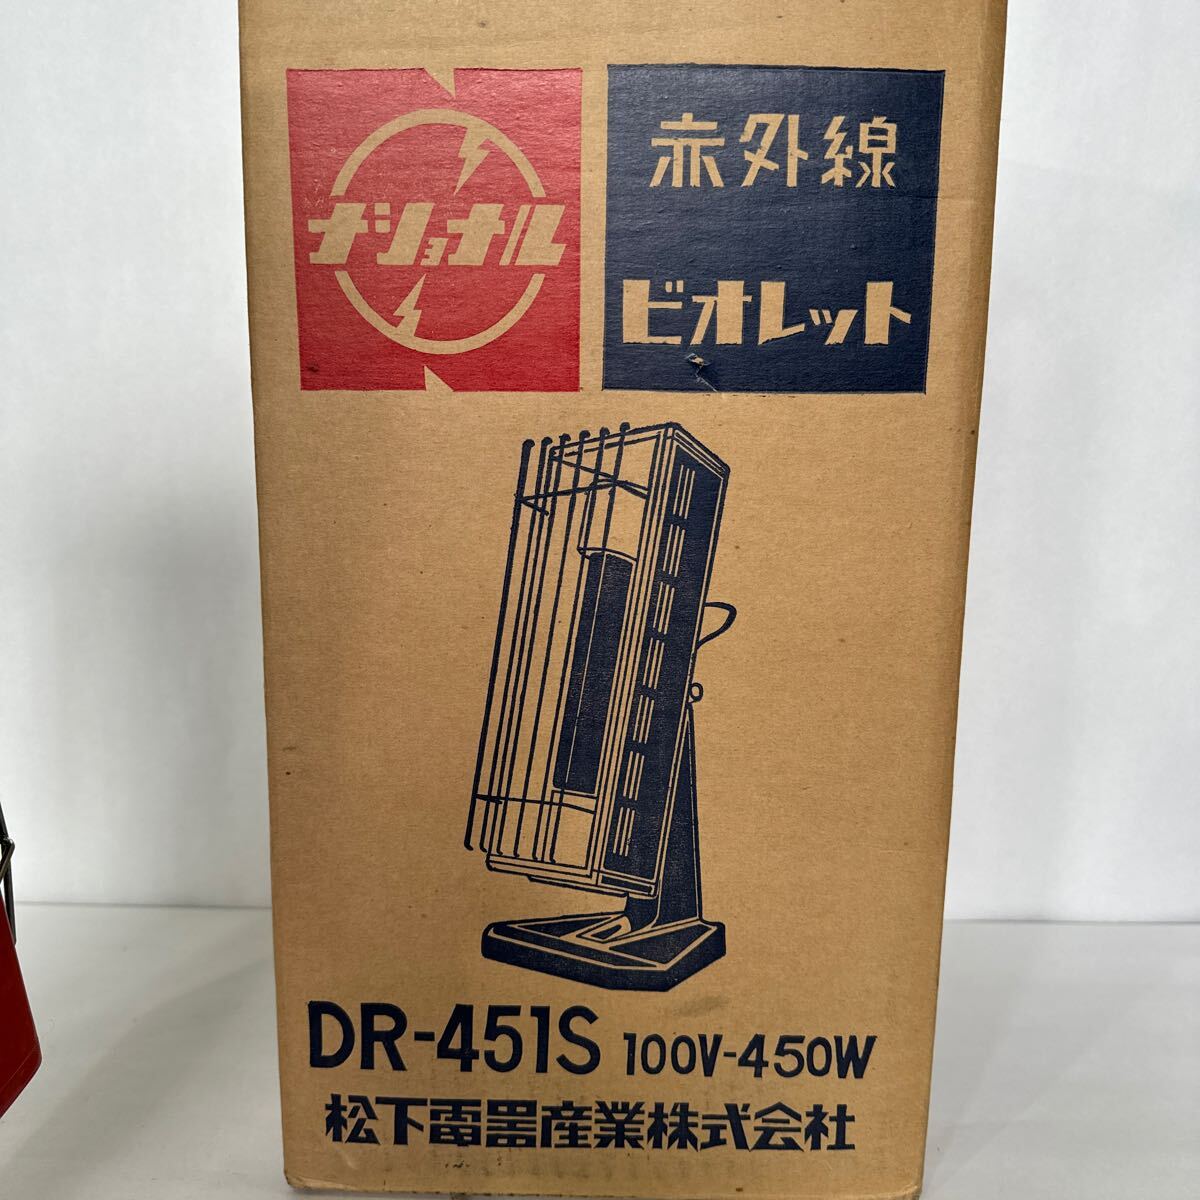 ナショナル
赤外線
ビオレット
DR-451S 100V-450W
松下電器産業株式会社